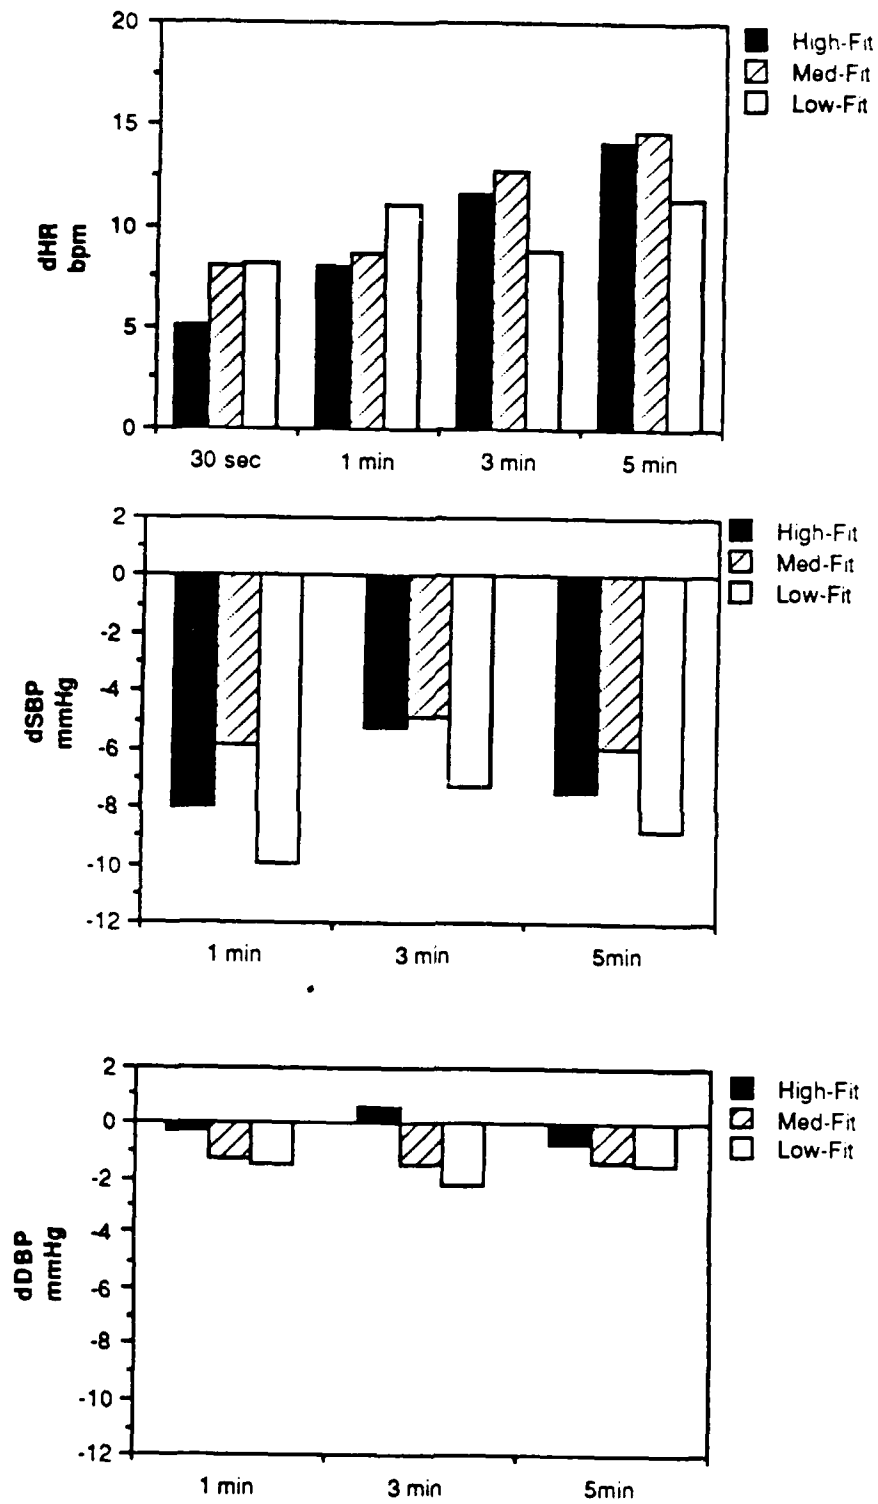 20
15
10
5
0
dHR
bpm
30 sec
1 min
3 min
5 min
High-Fit
Med-Fit
Low-Fit
2
0
-2
-4
-6
-8
-10
-12
dSBP
mmHg
1 min
3 min
5min
High-Fit
Med-Fit
Low-Fit
2
0
-2
-4
-6
-8
-10
-12
dDBP
mmHg
1 min
3 min
5min
High-Fit
Med-Fit
Low-Fit